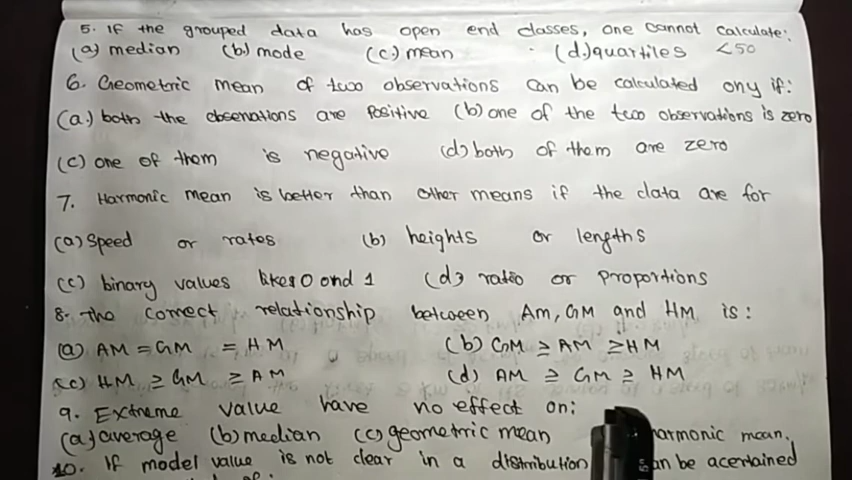 5. If the grouped data has open end classes, one cannot calculate:
(a) median (b) mode (c) mean (d) quartiles <50
6. Geometric mean of two observations can be calculated ony if:
(a.) both the observations are Positive (b) one of the two observations is zero
(c) one of them is negative (d) both of them are zero
7. Harmonic mean is better than other means if the data are for
(a) Speed or rates (b) heights or lengths
(c) binary values likes 0 and 1 (d) ratio or Proportions
8. The correct relationship between Am, GM and HM is:
(a) AM = GM = HM (b) GM ≥ AM ≥ HM
(c) HM ≥ GM ≥ AM (d) AM ≥ GM ≥ HM
9. Extreme value have no effect on:
(a) average (b) median (c) geometric mean harmonic mean.
10. If model value is not clear in a distribution an be acertained